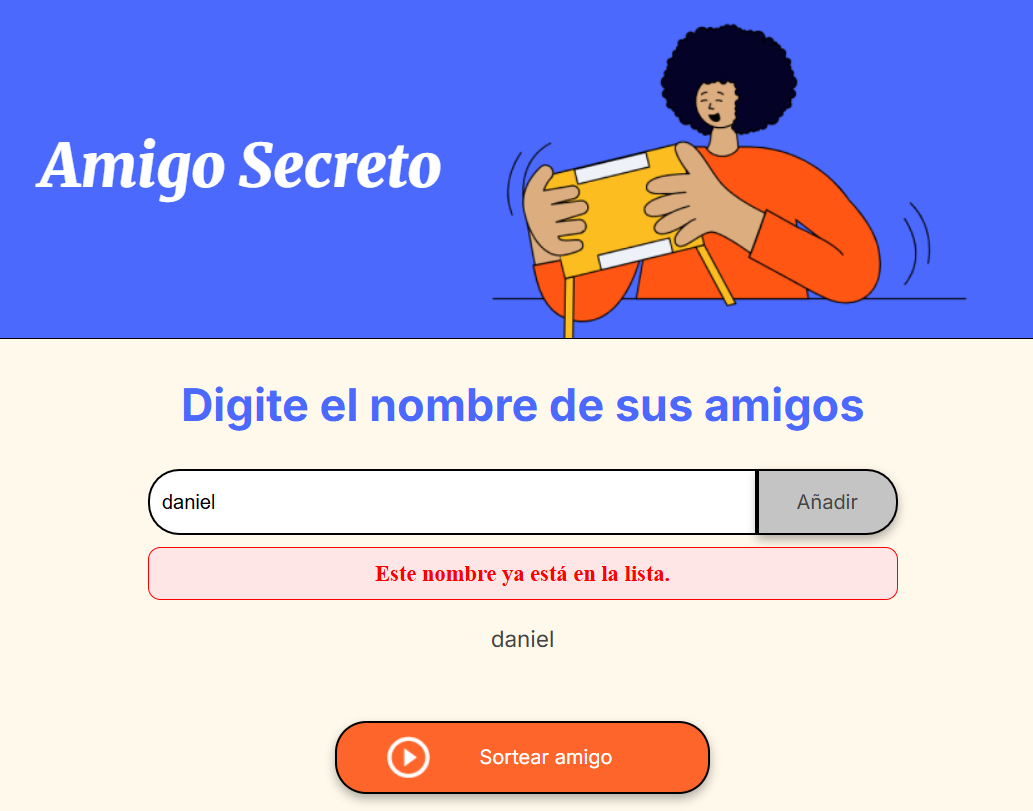 Amigo Secreto
Digite el nombre de sus amigos
daniel
Añadir
Este nombre ya está en la lista.
daniel
Sortear amigo